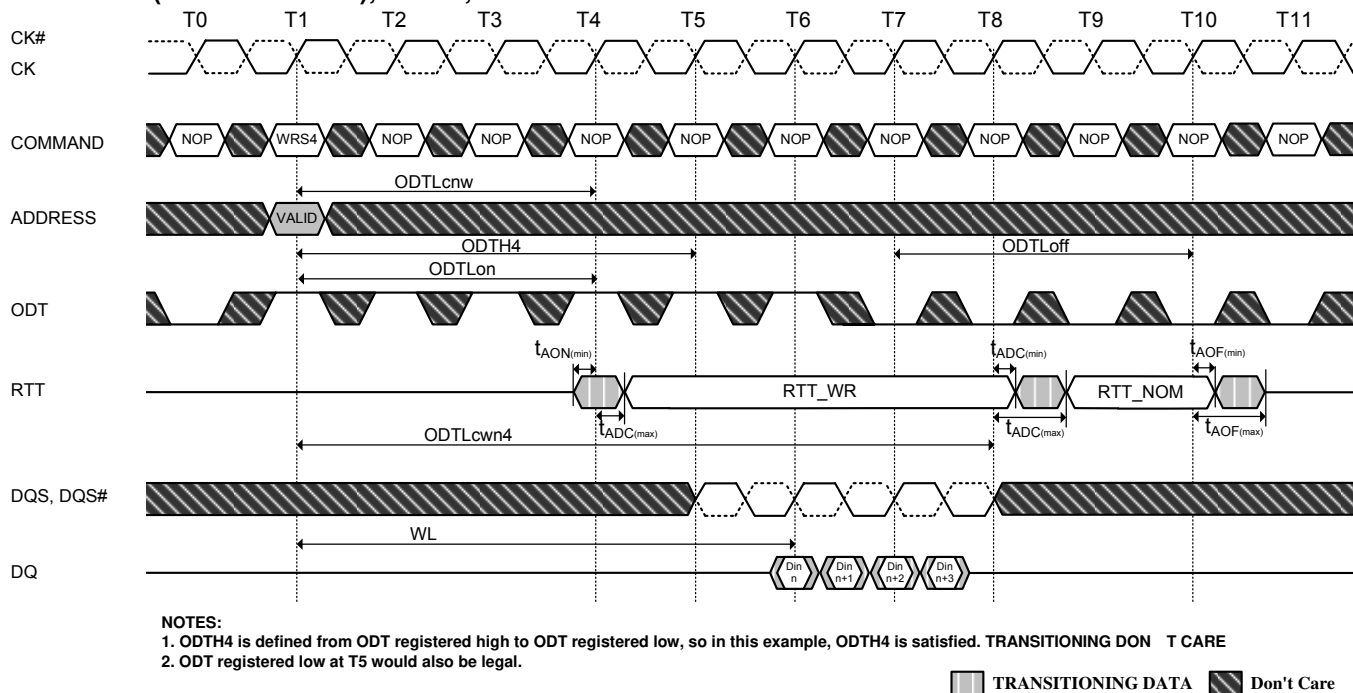 T0 T1 T2 T3 T4 T5 T6 T7 T8 T9 T10 T11
CK#
CK
COMMAND NOP WRS4 NOP NOP NOP NOP NOP NOP NOP NOP NOP NOP
ODTLcnw
ADDRESS VALID
ODTH4 ODTLoff
ODTLon
ODT
tAON(min) tADC(min) tAOF(min)
RTT RTT_WR RTT_NOM
tADC(max) tADC(max) tAOF(max)
ODTLcwn4
DQS, DQS#
WL
DQ Din n Din n+1 Din n+2 Din n+3
NOTES:
1. ODTH4 is defined from ODT registered high to ODT registered low, so in this example, ODTH4 is satisfied. TRANSITIONING DON T CARE
2. ODT registered low at T5 would also be legal.
TRANSITIONING DATA Don't Care